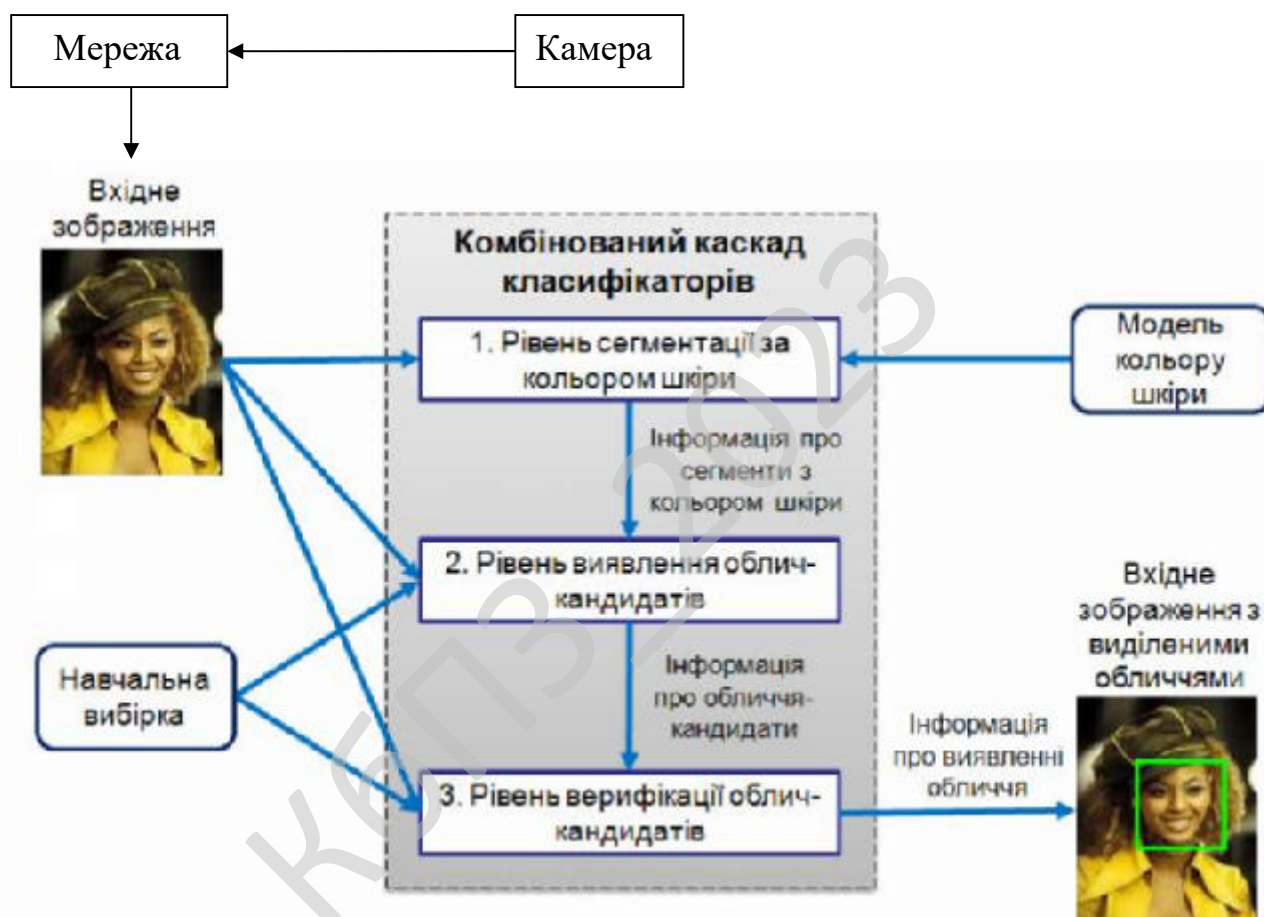 Мережа
Камера
Вхідне
зображення
Комбінований каскад
класифікаторів
1. Рівень сегментації за
кольором шкіри
Модель
кольору
шкіри
Інформація про
сегменти з
кольором шкіри
2. Рівень виявлення облич-
кандидатів
Навчальна
вибірка
Інформація
про обличчя-
кандидати
3. Рівень верифікації облич-
кандидатів
Інформація
про виявленні
обличчя
Вхідне
зображення з
виділеними
обличчями
КбПЗ_2023